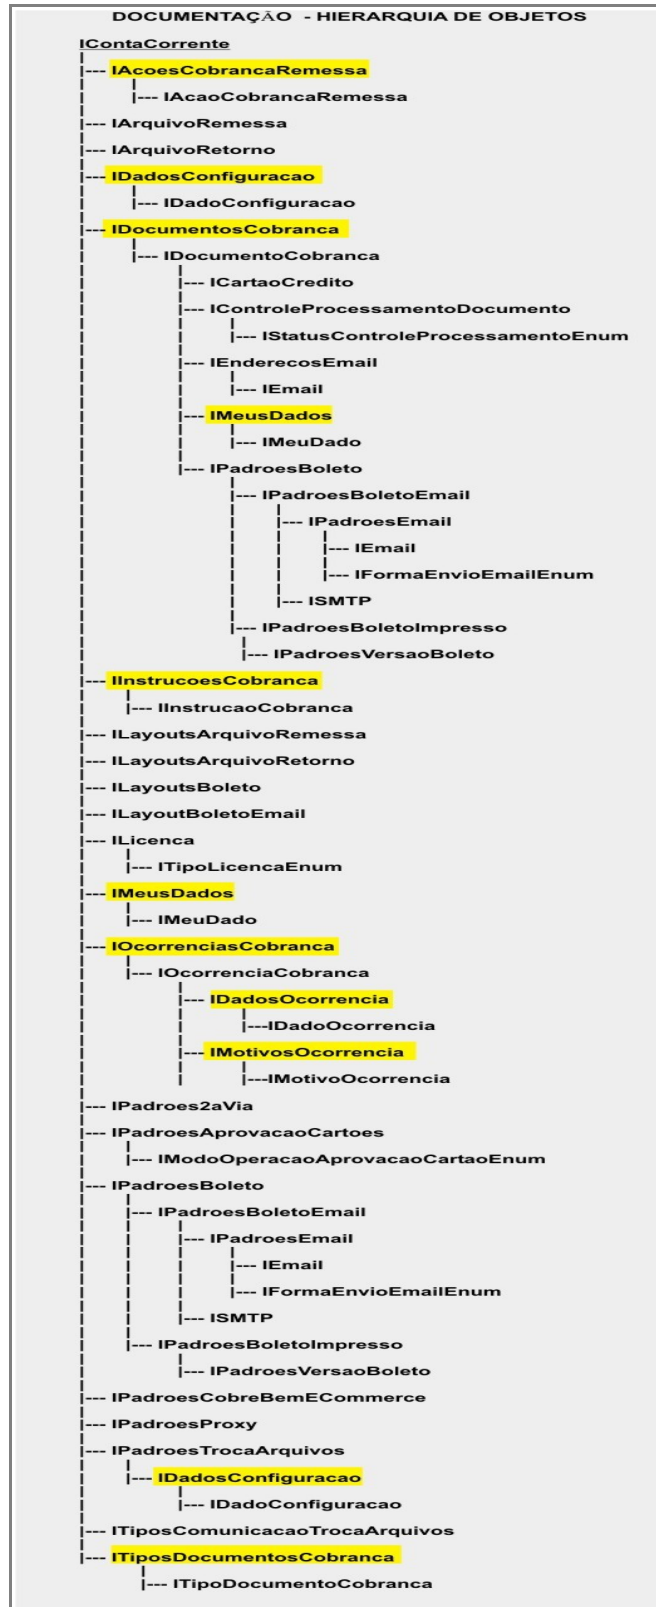 DOCUMENTAÇÃO - HIERARQUIA DE OBJETOS
IContaCorrente
|--- IAcoesCobrancaRemessa
|--- IAcaoCobrancaRemessa
|--- IArquivoRemessa
|--- IArquivoRetorno
|--- IDadosConfiguracao
|--- IDadoConfiguracao
|--- IDocumentosCobranca
|--- IDocumentoCobranca
|--- ICartaoCredito
|--- IControleProcessamentoDocumento
|--- IStatusControleProcessamentoEnum
|--- IEnderecosEmail
|--- IEmail
|--- IMeusDados
|--- IMeuDado
|--- IPadroesBoleto
|--- IPadroesBoletoEmail
|--- IPadroesEmail
|--- IEmail
|--- IFormaEnvioEmailEnum
|--- ISMTP
|--- IPadroesBoletoImpresso
|--- IPadroesVersaoBoleto
|--- IInstrucoesCobranca
|--- IInstrucaoCobranca
|--- ILayoutsArquivoRemessa
|--- ILayoutsArquivoRetorno
|--- ILayoutsBoleto
|--- ILayoutBoletoEmail
|--- ILicenca
|--- ITipoLicencaEnum
|--- IMeusDados
|--- IMeuDado
|--- IOcorrenciasCobranca
|--- IOcorrenciaCobranca
|--- IDadosOcorrencia
|---IDadoOcorrencia
|--- IMotivosOcorrencia
|---IMotivoOcorrencia
|--- IPadroes2aVia
|--- IPadroesAprovacaoCartoes
|--- IModoOperacaoAprovacaoCartaoEnum
|--- IPadroesBoleto
|--- IPadroesBoletoEmail
|--- IPadroesEmail
|--- IEmail
|--- IFormaEnvioEmailEnum
|--- ISMTP
|--- IPadroesBoletoImpresso
|--- IPadroesVersaoBoleto
|--- IPadroesCobreBemECommerce
|--- IPadroesProxy
|--- IPadroesTrocaArquivos
|--- IDadosConfiguracao
|--- IDadoConfiguracao
|--- ITiposComunicacaoTrocaArquivos
|--- ITiposDocumentosCobranca
|--- ITipoDocumentoCobranca